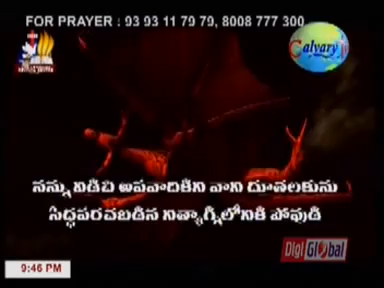 FOR PRAYER : 93 93 11 79 79, 8008 777 300
Calvary
నన్ను విడిచి అపవాదికిని వాని దూతలకును
సిద్ధపరచబడిన నిత్యాగ్నిలోనికి పోవుడి
Digi Global
9:46 PM